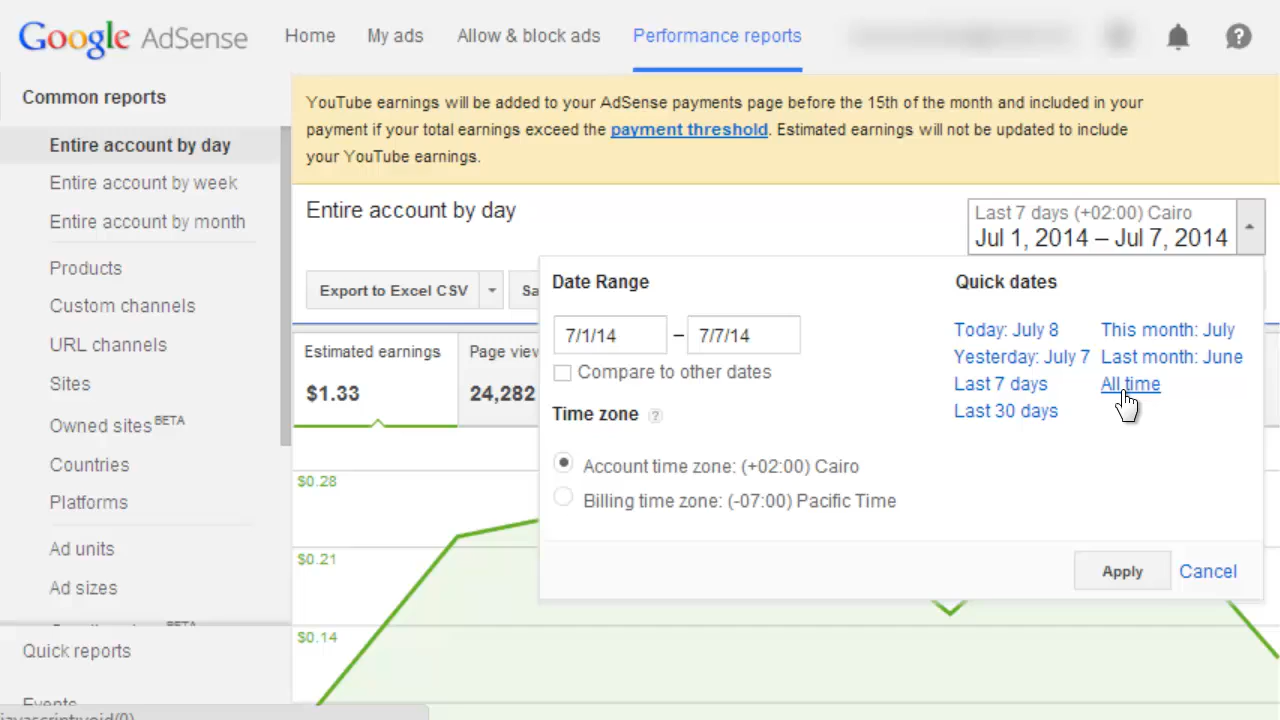 Google AdSense
Home
My ads
Allow & block ads
Performance reports
Common reports
Entire account by day
Entire account by week
Entire account by month
Products
Custom channels
URL channels
Sites
Owned sites BETA
Countries
Platforms
Ad units
Ad sizes
BETA
Quick reports
Events
javascript:void(0)
YouTube earnings will be added to your AdSense payments page before the 15th of the month and included in your
payment if your total earnings exceed the payment threshold. Estimated earnings will not be updated to include
your YouTube earnings.
Entire account by day
Last 7 days (+02:00) Cairo
Jul 1, 2014 – Jul 7, 2014
Export to Excel CSV
Sa
Estimated earnings
$1.33
Page view
24,282
$0.28
$0.21
$0.14
Date Range
7/1/14 – 7/7/14
Compare to other dates
Time zone ?
Account time zone: (+02:00) Cairo
Billing time zone: (-07:00) Pacific Time
Quick dates
Today: July 8
Yesterday: July 7
Last 7 days
Last 30 days
This month: July
Last month: June
All time
Apply
Cancel